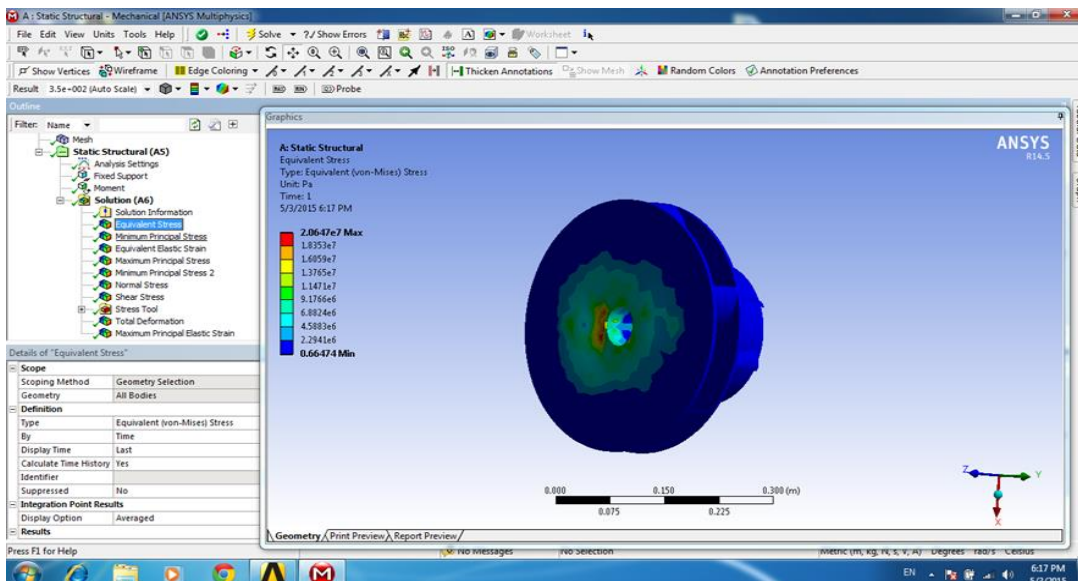 A : Static Structural - Mechanical [ANSYS Multiphysics]
File Edit View Units Tools Help Solve ?/ Show Errors Worksheet
Show Vertices Wireframe Edge Coloring Thicken Annotations Show Mesh Random Colors Annotation Preferences
Result 3.5e+002 (Auto Scale) Probe
Outline
Filter: Name
Mesh
Static Structural (A5)
Analysis Settings
Fixed Support
Moment
Solution (A6)
Solution Information
Equivalent Stress
Minimum Principal Stress
Equivalent Elastic Strain
Maximum Principal Stress
Minimum Principal Stress 2
Normal Stress
Shear Stress
Stress Tool
Total Deformation
Maximum Principal Elastic Strain
Details of "Equivalent Stress"
Scope
Scoping Method Geometry Selection
Geometry All Bodies
Definition
Type Equivalent (von-Mises) Stress
By Time
Display Time Last
Calculate Time History Yes
Identifier
Suppressed No
Integration Point Results
Display Option Averaged
Results
Graphics
A: Static Structural
Equivalent Stress
Type: Equivalent (von-Mises) Stress
Unit: Pa
Time: 1
5/3/2015 6:17 PM
2.0647e7 Max
1.8353e7
1.6059e7
1.3765e7
1.1471e7
9.1766e6
6.8824e6
4.5883e6
2.2941e6
0.66474 Min
ANSYS
R14.5
0.000 0.150 0.300 (m)
0.075 0.225
Z Y
X
Geometry Print Preview Report Preview
Press F1 for Help No Messages No Selection Metric (m, kg, N, s, V, A) Degrees rad/s Celsius
EN 6:17 PM
5/3/2015